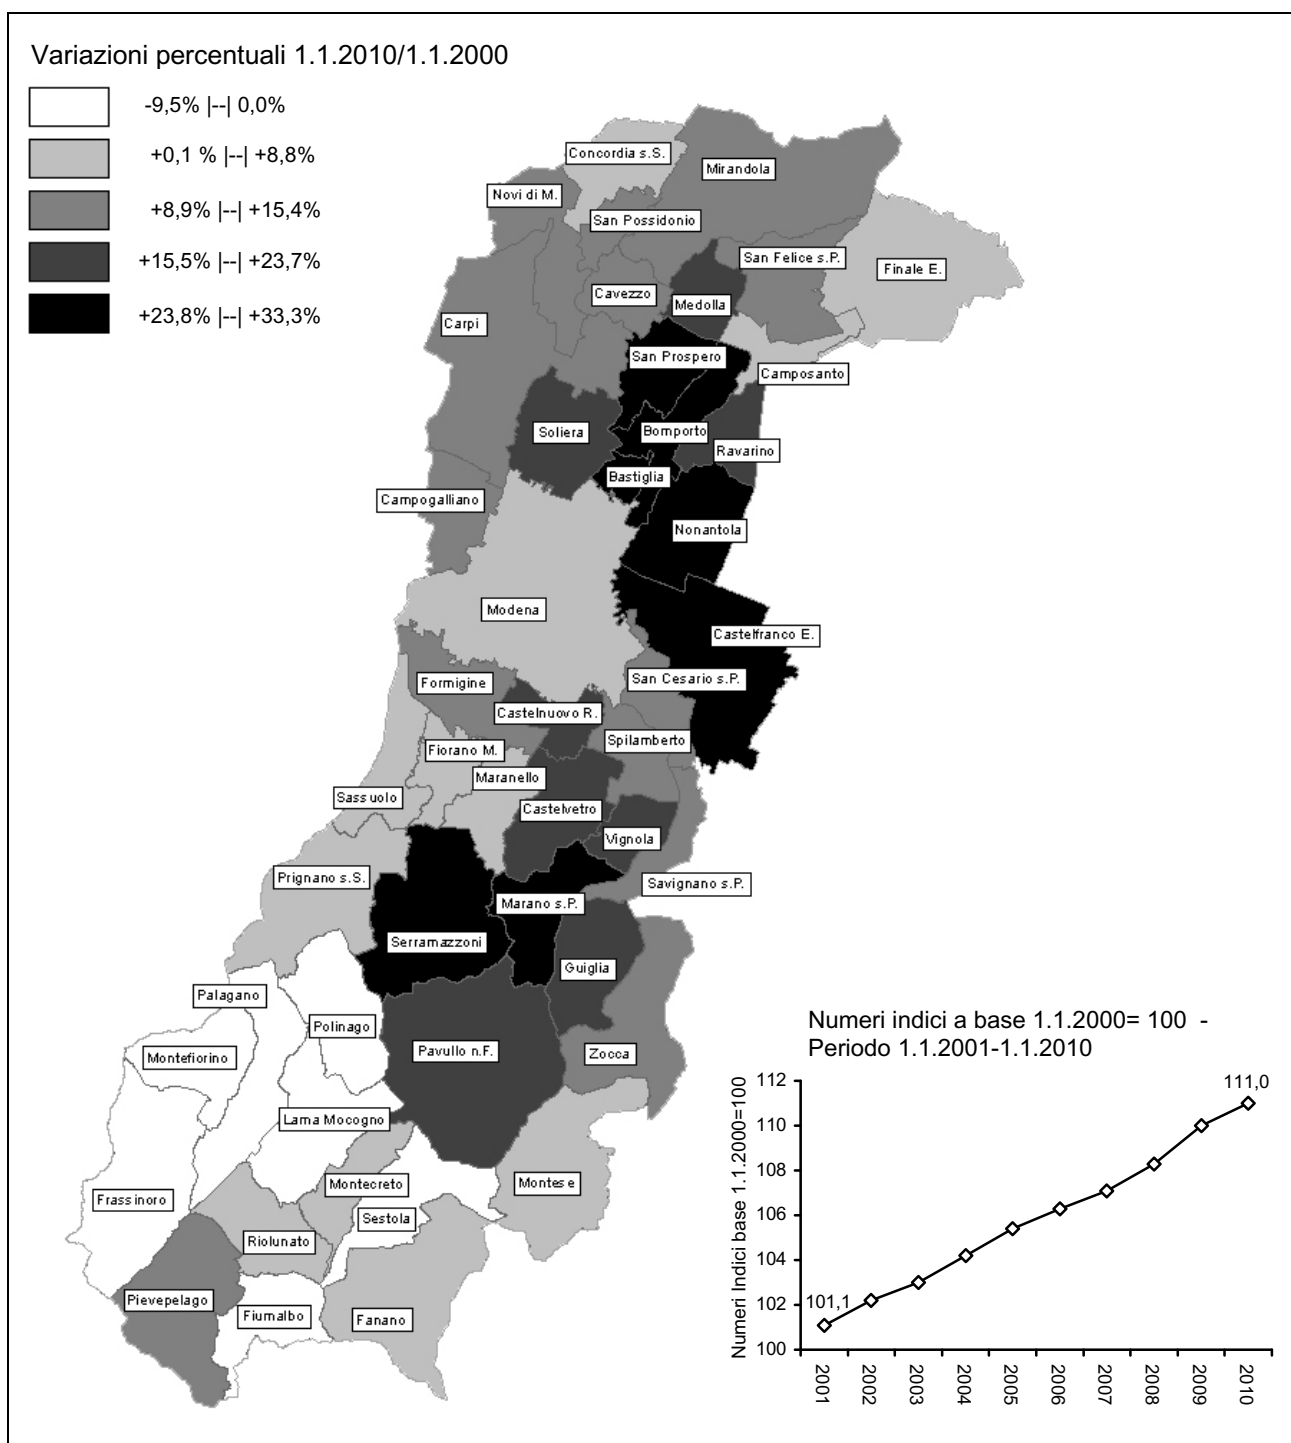 Variazioni percentuali 1.1.2010/1.1.2000
-9,5% |--| 0,0%
+0,1 % |--| +8,8%
+8,9% |--| +15,4%
+15,5% |--| +23,7%
+23,8% |--| +33,3%
Concordia s.S.
Mirandola
Novi di M.
San Possidonio
San Felice s.P.
Finale E.
Cavezzo
Medolla
Carpi
San Prospero
Camposanto
Soliera
Bomporto
Ravarino
Bastiglia
Campogalliano
Nonantola
Modena
Castelfranco E.
Formigine
San Cesario s.P.
Castelnuovo R.
Spilamberto
Fiorano M.
Maranello
Sassuolo
Castelvetro
Vignola
Prignano s.S.
Savignano s.P.
Marano s.P.
Serramazzoni
Guiglia
Palagano
Polinago
Montefiorino
Pavullo n.F.
Zocca
Lama Mocogno
Montecreto
Montese
Frassinoro
Sestola
Riolunato
Pievepelago
Fiumalbo
Fanano
Numeri indici a base 1.1.2000= 100 -
Periodo 1.1.2001-1.1.2010
Numeri Indici base 1.1.2000=100
112
110
108
106
104
102
100
101,1
111,0
2001
2002
2003
2004
2005
2006
2007
2008
2009
2010